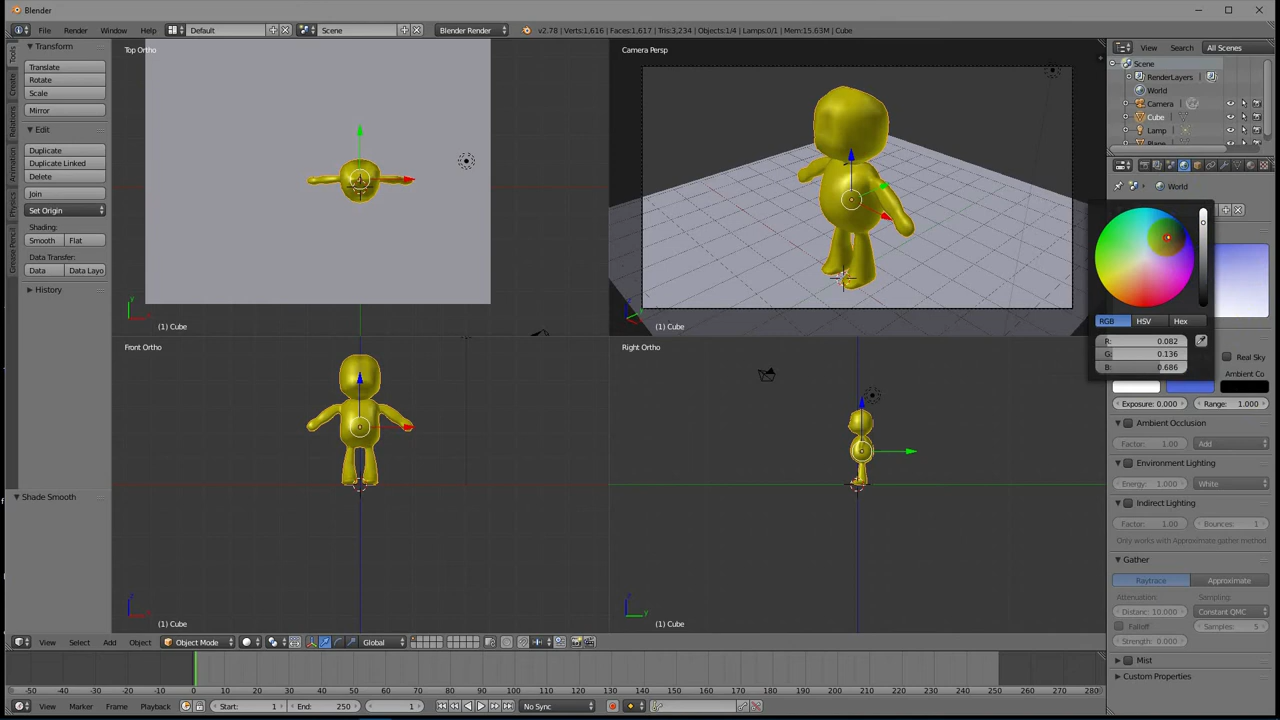 Blender
File Render Window Help Default Scene Blender Render v2.78 | Verts:1,616 | Faces:1,617 | Tris:3,234 | Objects:1/4 | Lamps:0/1 | Mem:15.63M | Cube
View Search All Scenes
Tools
Create
Relations
Animation
Physics
Grease Pencil
Transform
Translate
Rotate
Scale
Mirror
Edit
Duplicate
Duplicate Linked
Delete
Join
Set Origin
Shading:
Smooth Flat
Data Transfer:
Data Data Layo
History
Shade Smooth
Top Ortho
(1) Cube
Camera Persp
(1) Cube
Front Ortho
(1) Cube
Right Ortho
(1) Cube
Scene
RenderLayers
World
Camera
Cube
Lamp
Plane
World
RGB HSV Hex
R: 0.082
G: 0.136
B: 0.686
Real Sky
Ambient Co
Exposure: 0.000 Range: 1.000
Ambient Occlusion
Factor: 1.00 Add
Environment Lighting
Energy: 1.000 White
Indirect Lighting
Factor: 1.00 Bounces: 1
Only works with Approximate gather method
Gather
Raytrace Approximate
Attenuation: Sampling:
Distanc: 10.000 Constant QMC
Falloff Samples: 5
Strength: 0.000
Mist
Custom Properties
View Select Add Object Object Mode Global
-50 -40 -30 -20 -10 0 10 20 30 40 50 60 70 80 90 100 110 120 130 140 150 160 170 180 190 200 210 220 230 240 250 260 270 280
View Marker Frame Playback Start: 1 End: 250 1 No Sync